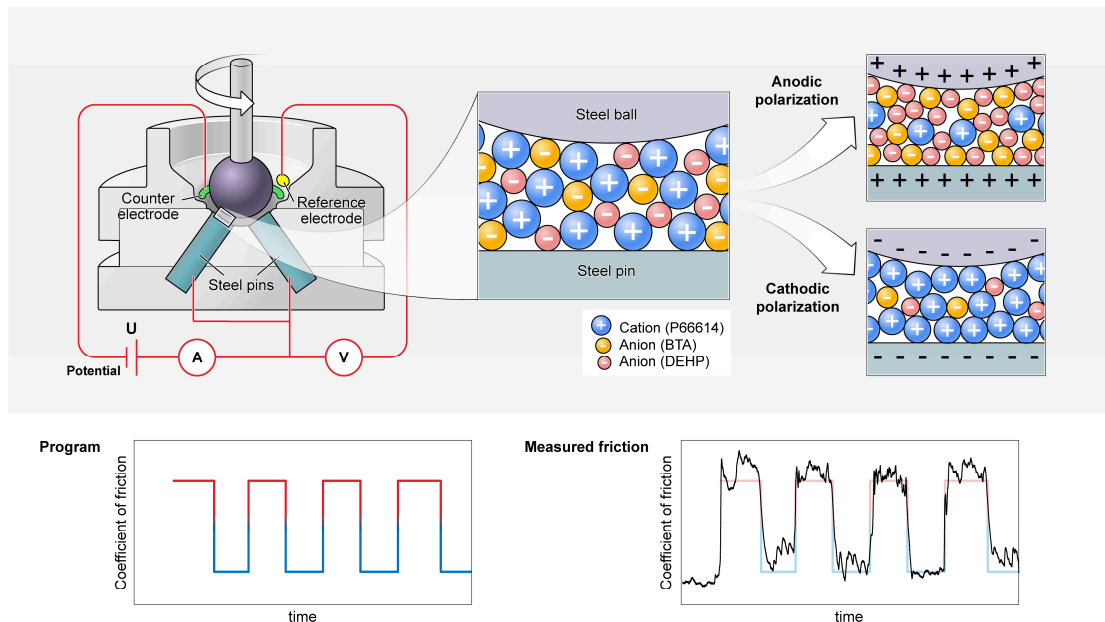 Counter
electrode
Reference
electrode
Steel pins
U
Potential
A
V
Steel ball
Steel pin
Cation (P66614)
Anion (BTA)
Anion (DEHP)
Anodic
polarization
Cathodic
polarization
Program
Coefficient of friction
time
Measured friction
Coefficient of friction
time